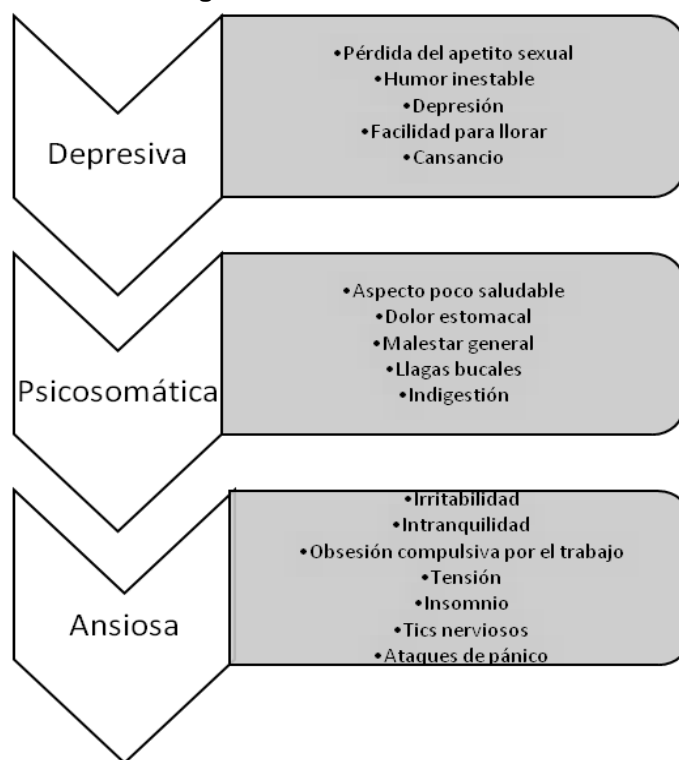 Depresiva
•Pérdida del apetito sexual
•Humor inestable
•Depresión
•Facilidad para llorar
•Cansancio
Psicosomática
•Aspecto poco saludable
•Dolor estomacal
•Malestar general
•Llagas bucales
•Indigestión
Ansiosa
•Irritabilidad
•Intranquilidad
•Obsesión compulsiva por el trabajo
•Tensión
•Insomnio
•Tics nerviosos
•Ataques de pánico